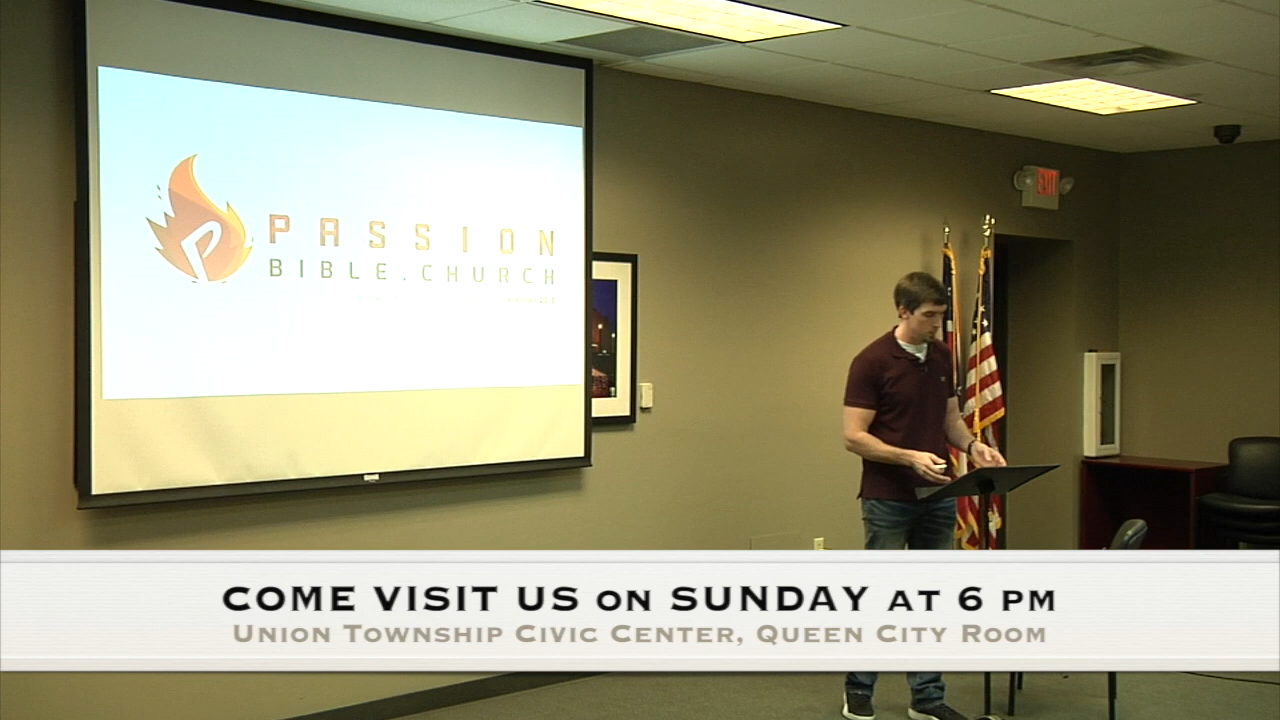 P
PASSION
BIBLE.CHURCH
EXIT
COME VISIT US ON SUNDAY AT 6 PM
UNION TOWNSHIP CIVIC CENTER, QUEEN CITY ROOM